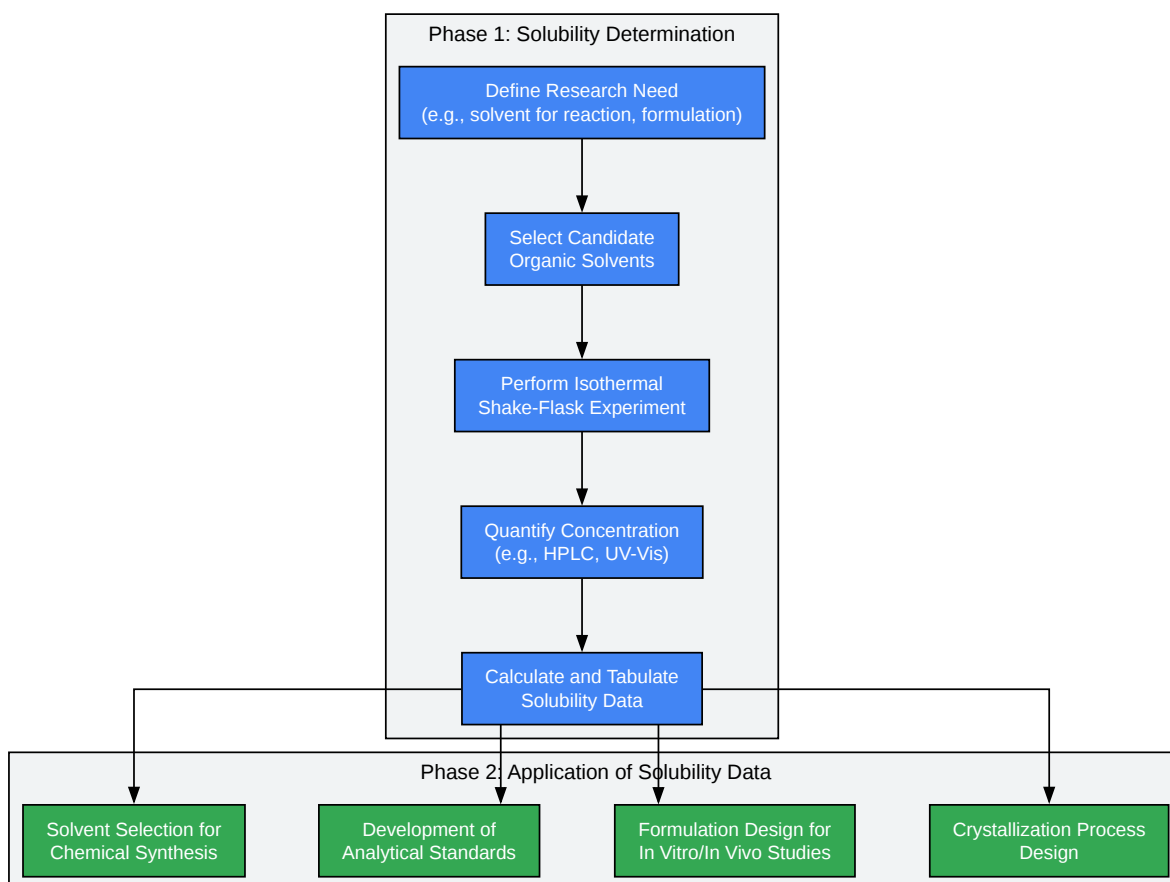 Phase 1: Solubility Determination
Define Research Need
(e.g., solvent for reaction, formulation)
Select Candidate
Organic Solvents
Perform Isothermal
Shake-Flask Experiment
Quantify Concentration
(e.g., HPLC, UV-Vis)
Calculate and Tabulate
Solubility Data
Phase 2: Application of Solubility Data
Solvent Selection for
Chemical Synthesis
Development of
Analytical Standards
Formulation Design for
In Vitro/In Vivo Studies
Crystallization Process
Design